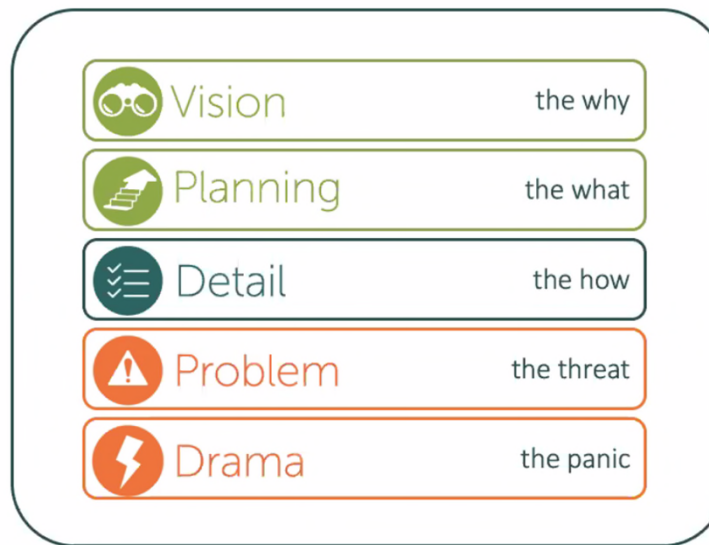 Vision the why
Planning the what
Detail the how
Problem the threat
Drama the panic